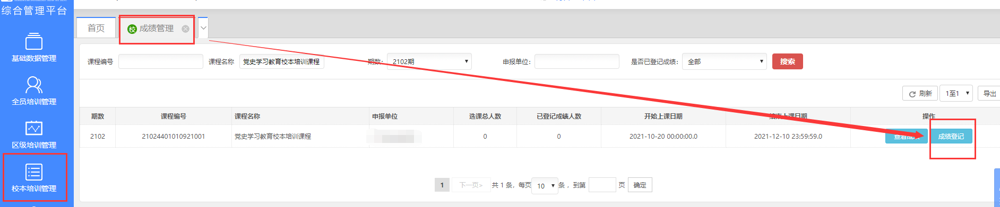 综合管理平台
基础数据管理
全员培训管理
区级培训管理
校本培训管理
首页
校 成绩管理
课程编号
课程名称 党史学习教育校本培训课程
期数: 2102期
申报单位:
是否已登记成绩: 全部
搜索
刷新
1至1
导出
期数 课程编号 课程名称 申报单位 选课总人数 已登记成绩人数 开始上课日期 结束上课日期 操作
2102 21024401010921001 党史学习教育校本培训课程 0 0 2021-10-20 00:00:00.0 2021-12-10 23:59:59.0 查看成绩 成绩登记
1 下一页> 共 1 条，每页 10 条，到第 页 确定